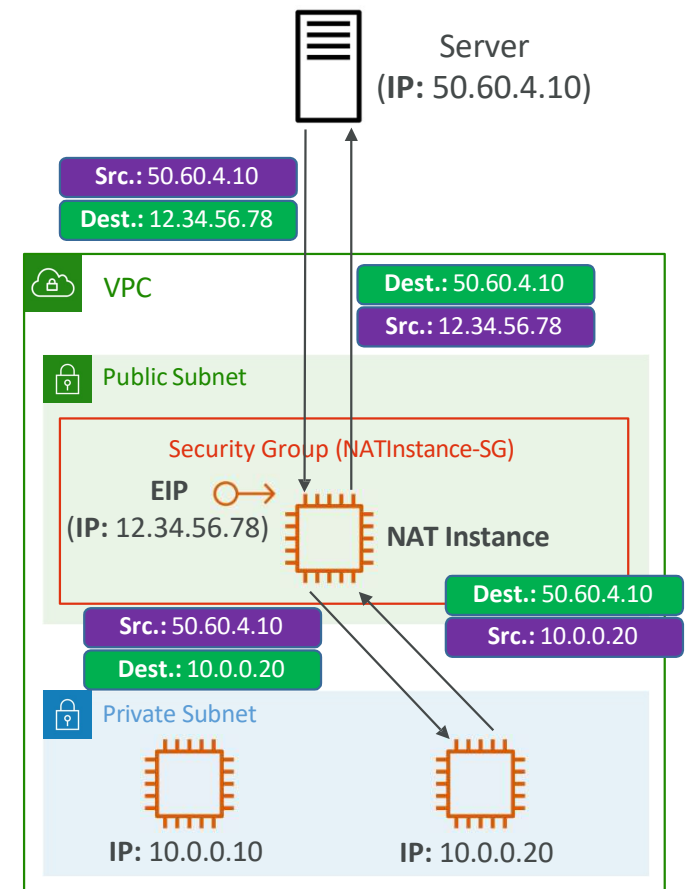 Server
(IP: 50.60.4.10)
Src.: 50.60.4.10
Dest.: 12.34.56.78
VPC
Dest.: 50.60.4.10
Src.: 12.34.56.78
Public Subnet
Security Group (NATInstance-SG)
EIP
(IP: 12.34.56.78)
NAT Instance
Dest.: 50.60.4.10
Src.: 10.0.0.20
Src.: 50.60.4.10
Dest.: 10.0.0.20
Private Subnet
IP: 10.0.0.10
IP: 10.0.0.20